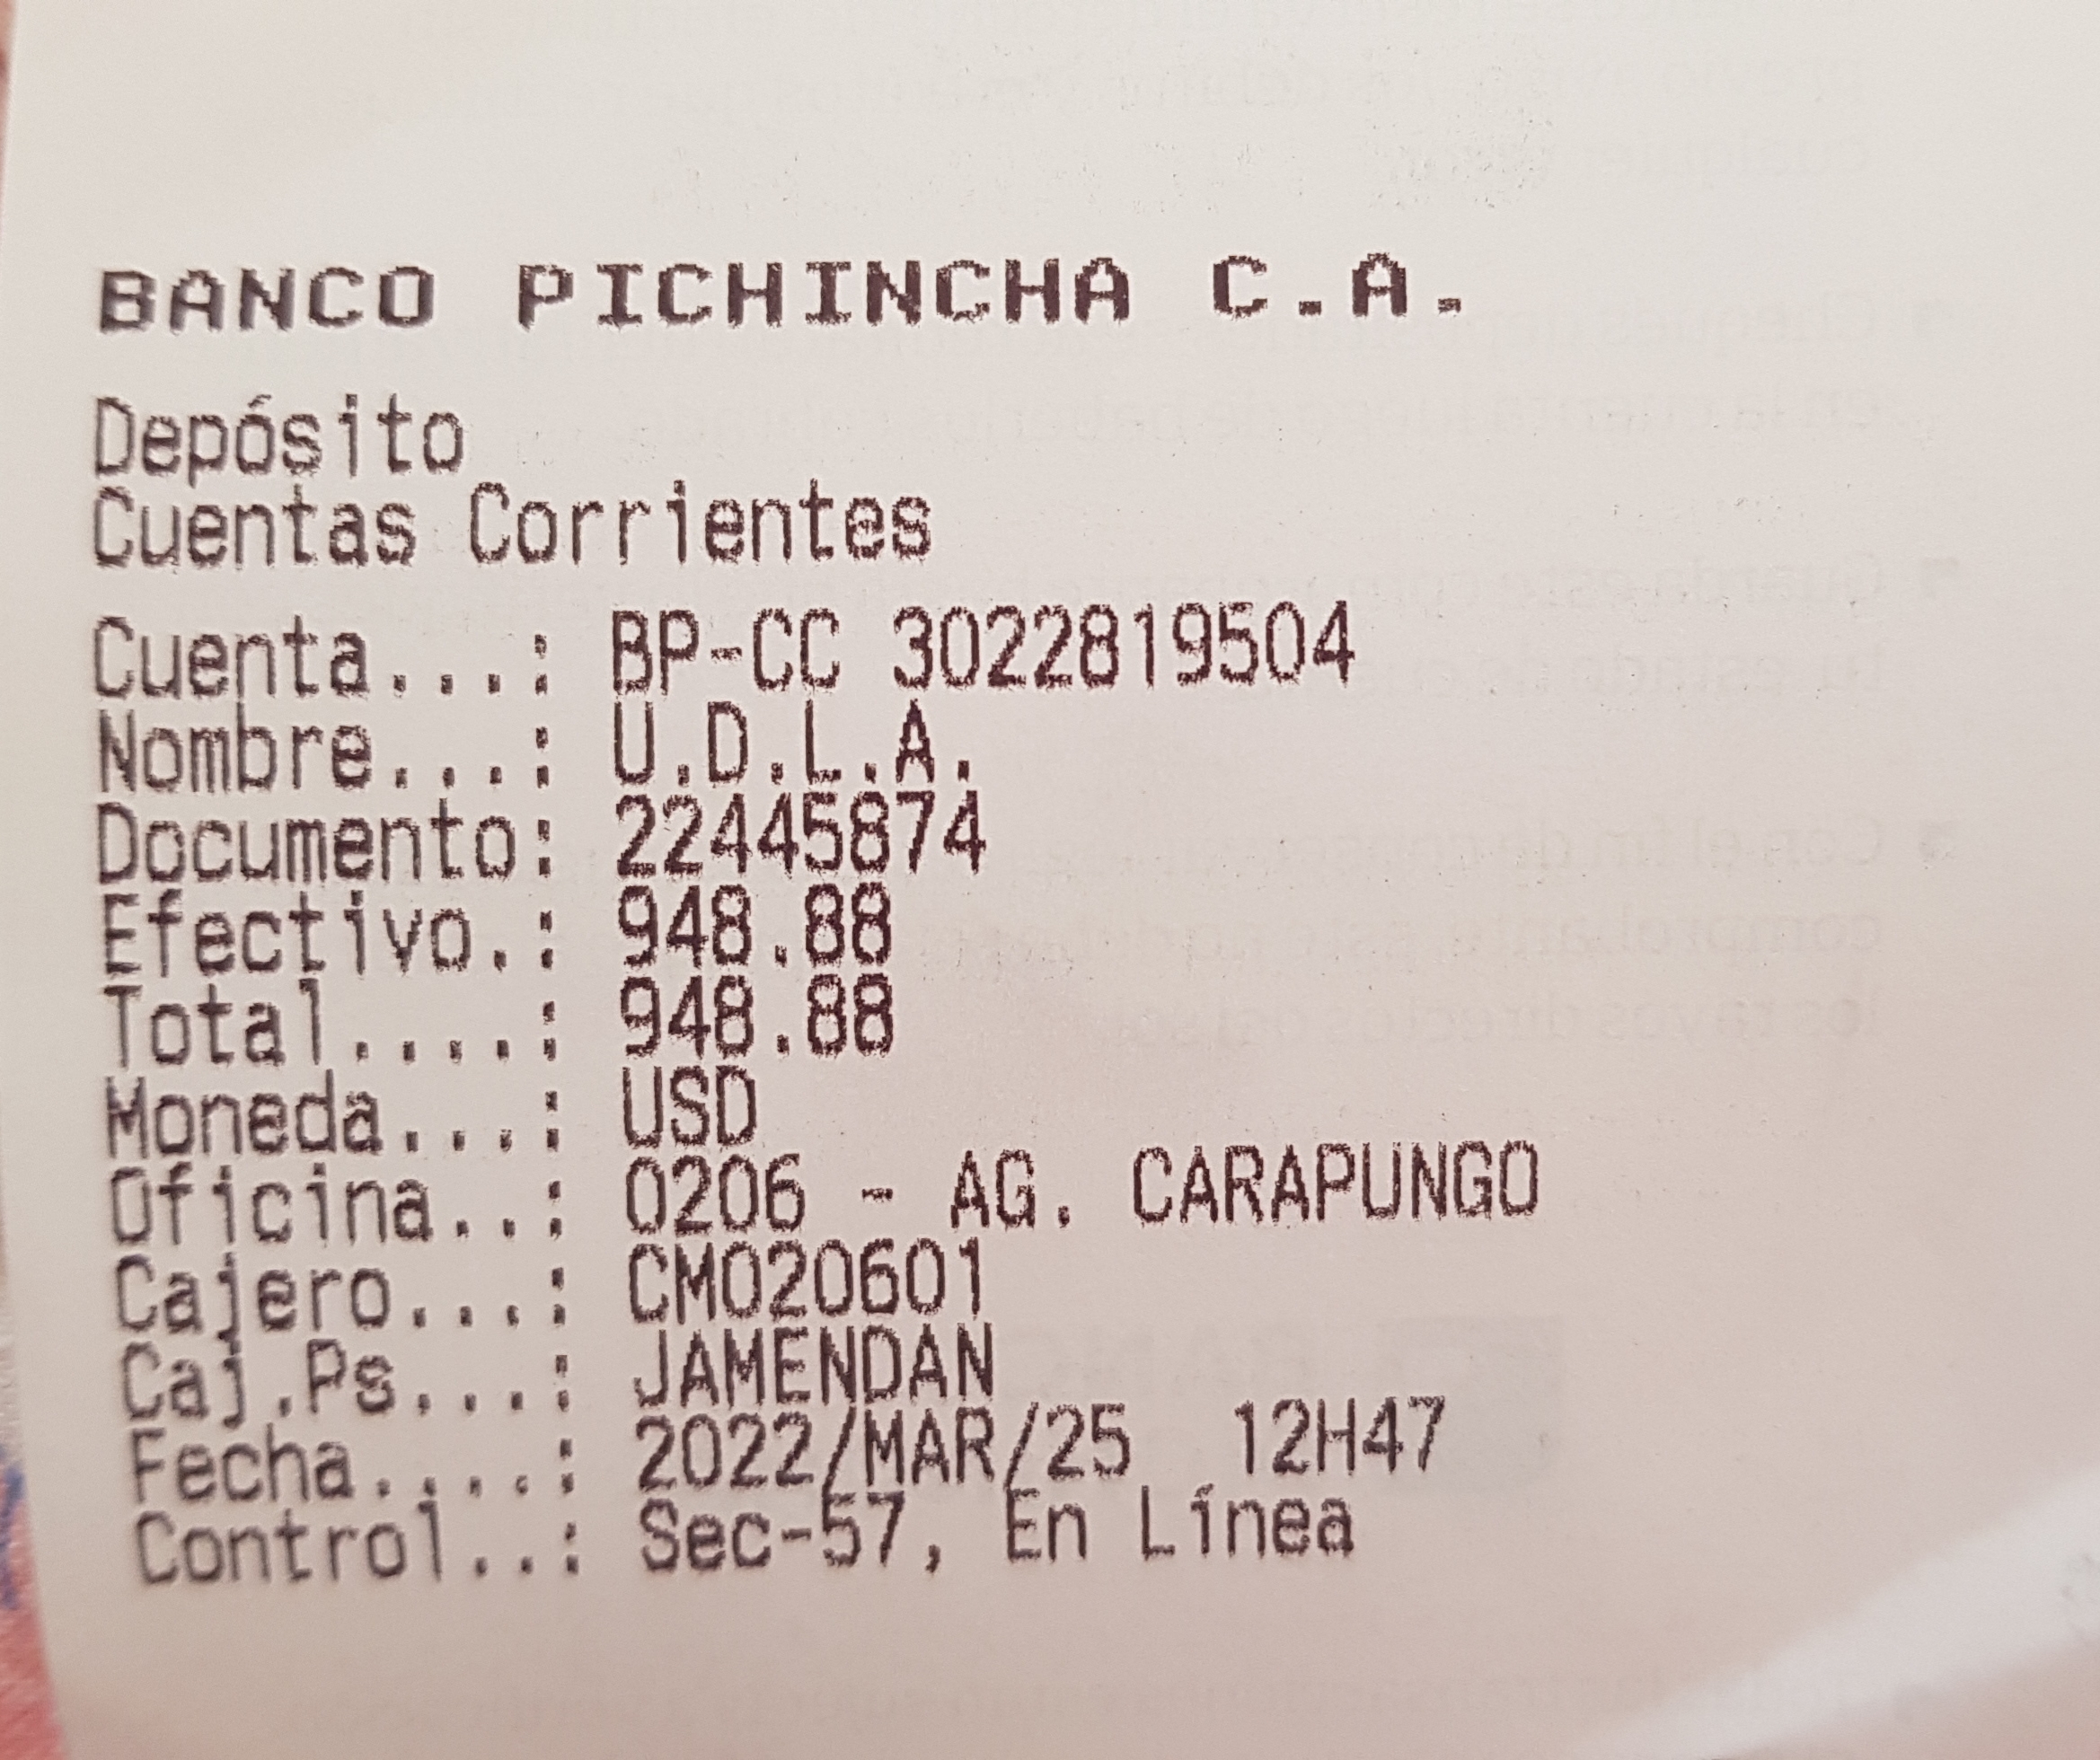 BANCO PICHINCHA C.A.
Depósito
Cuentas Corrientes
Cuenta...: BP-CC 3022819504
Nombre...: U.D.L.A.
Documento: 22445874
Efectivo.: 948.88
Total....: 948.88
Moneda...: USD
Oficina..: 0206 - AG. CARAPUNGO
Cajero...: CM020601
Caj.Ps...: JAMENDAN
Fecha....: 2022/MAR/25 12H47
Control..: Sec-57, En Línea